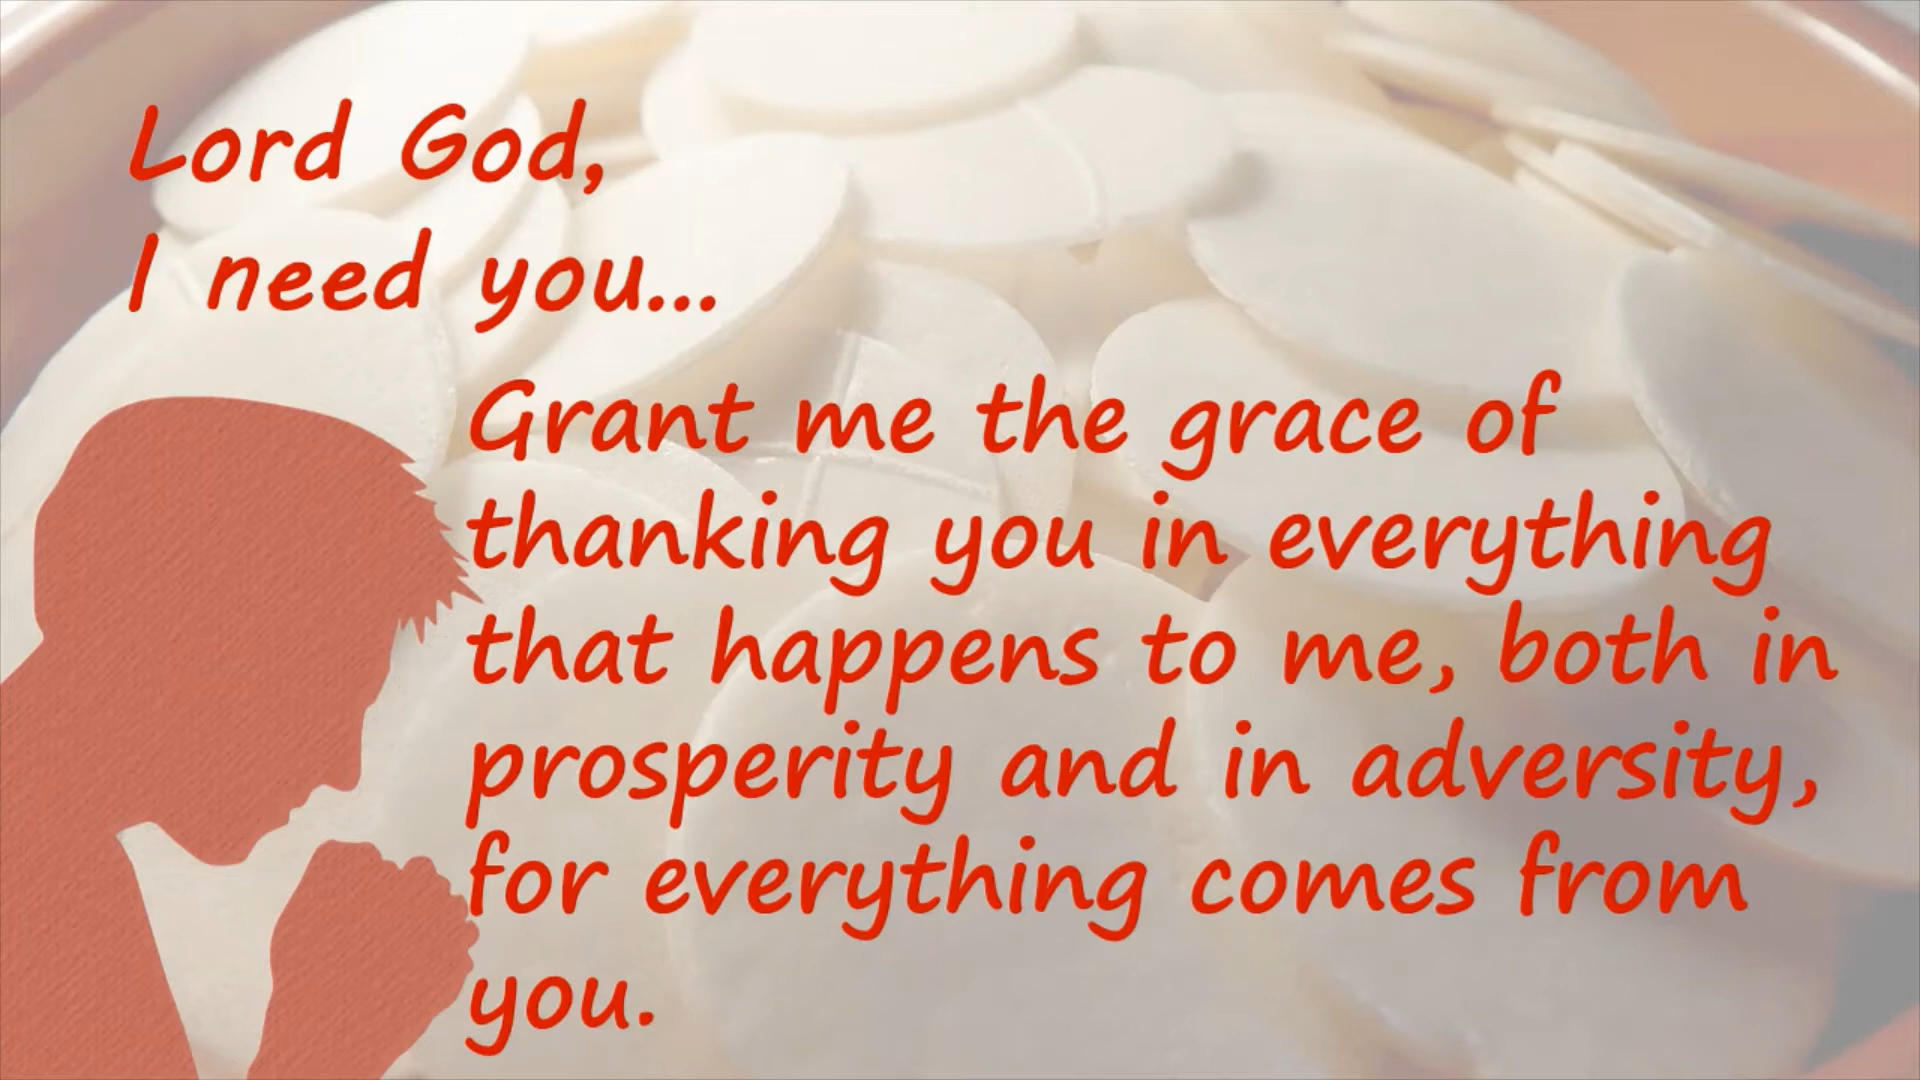 Lord God,
I need you...
Grant me the grace of
thanking you in everything
that happens to me, both in
prosperity and in adversity,
for everything comes from
you.